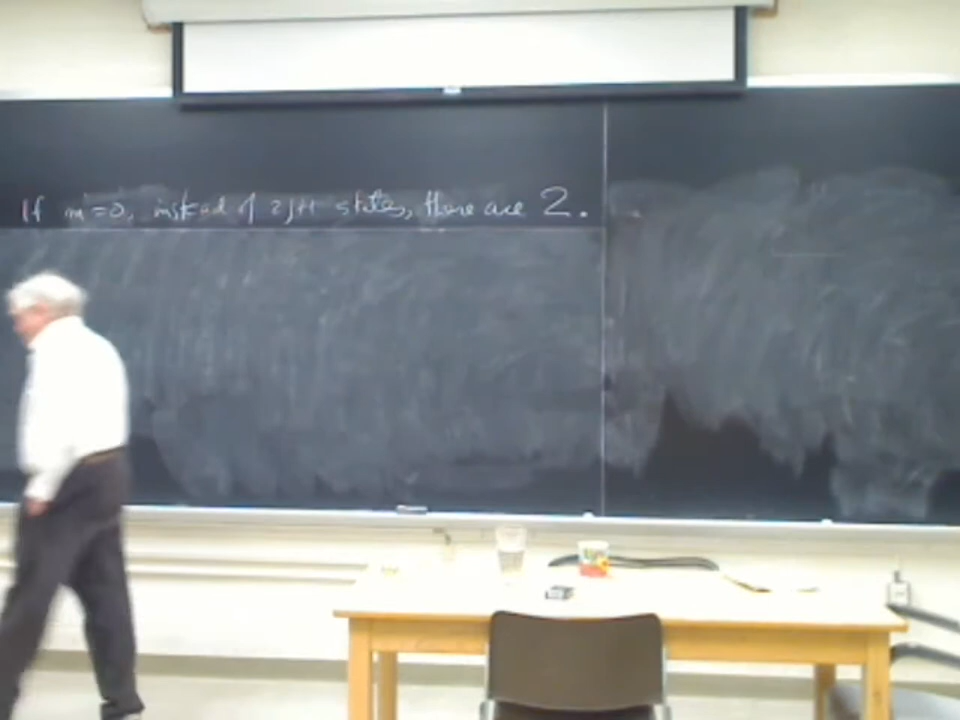 If m=0, instead of 2j+1 states, there are 2.